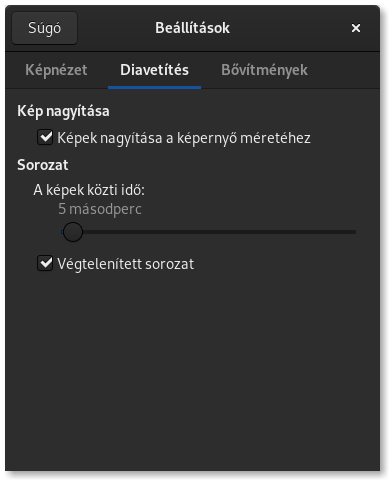 Súgó
Beállítások
Képnézet
Diavetítés
Bővítmények
Kép nagyítása
Képek nagyítása a képernyő méretéhez
Sorozat
A képek közti idő:
5 másodperc
Végtelenített sorozat